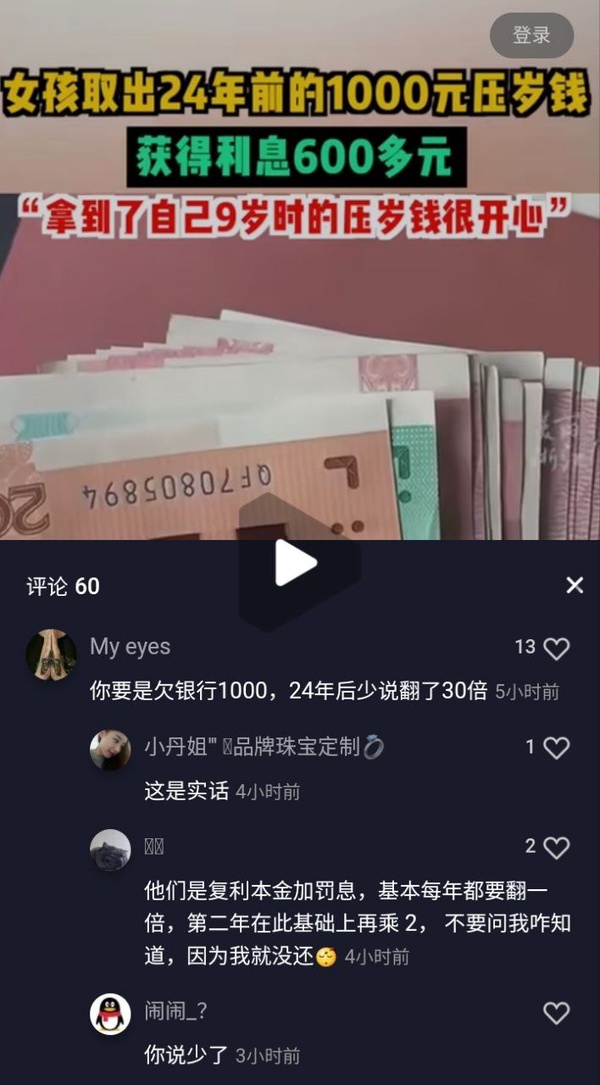 登录
女孩取出24年前的1000元压岁钱
获得利息600多元
“拿到了自己9岁时的压岁钱很开心”
QF70805894
20
评论 60
My eyes
13
你要是欠银行1000，24年后少说翻了30倍 5小时前
小丹姐''' 品牌珠宝定制💍
1
这是实话 4小时前
2
他们是复利本金加罚息，基本每年都要翻一
倍，第二年在此基础上再乘 2， 不要问我咋知
道，因为我就没还😴 4小时前
闹闹_?
你说少了 3小时前